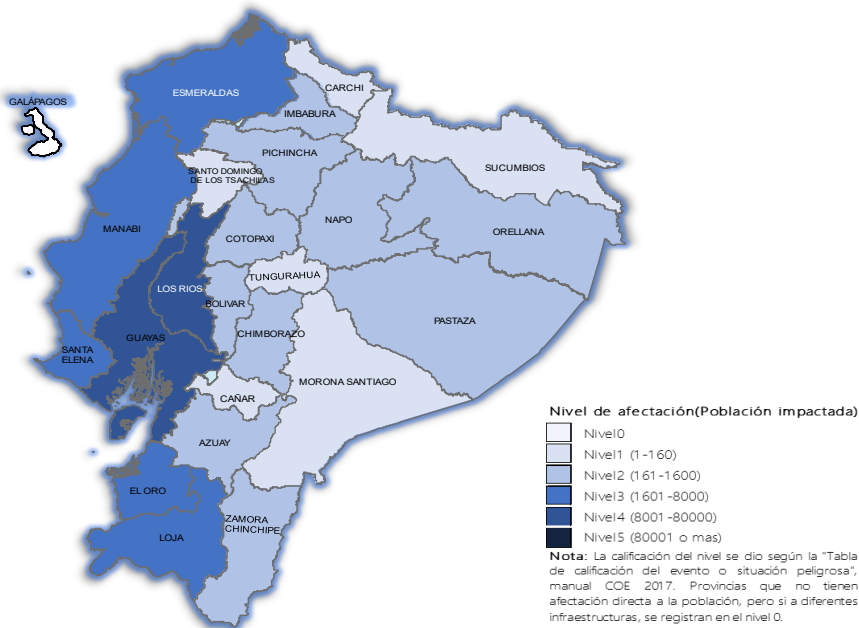 ESMERALDAS
CARCHI
GALÁPAGOS
IMBABURA
PICHINCHA
SUCUMBIOS
SANTO DOMINGO
DE LOS TSACHILAS
NAPO
MANABI
ORELLANA
COTOPAXI
TUNGURAHUA
LOS RIOS
BOLIVAR
PASTAZA
CHIMBORAZO
GUAYAS
SANTA
ELENA
MORONA SANTIAGO
CAÑAR
AZUAY
EL ORO
ZAMORA
CHINCHIPE
LOJA
Nivel de afectación(Población impactada)
Nivel0
Nivel1 (1-160)
Nivel2 (161-1600)
Nivel3 (1601-8000)
Nivel4 (8001-80000)
Nivel5 (80001 o mas)
Nota: La calificación del nivel se dio según la "Tabla
de calificación del evento o situación peligrosa",
manual COE 2017. Provincias que no tienen
afectación directa a la población, pero si a diferentes
infraestructuras, se registran en el nivel 0.